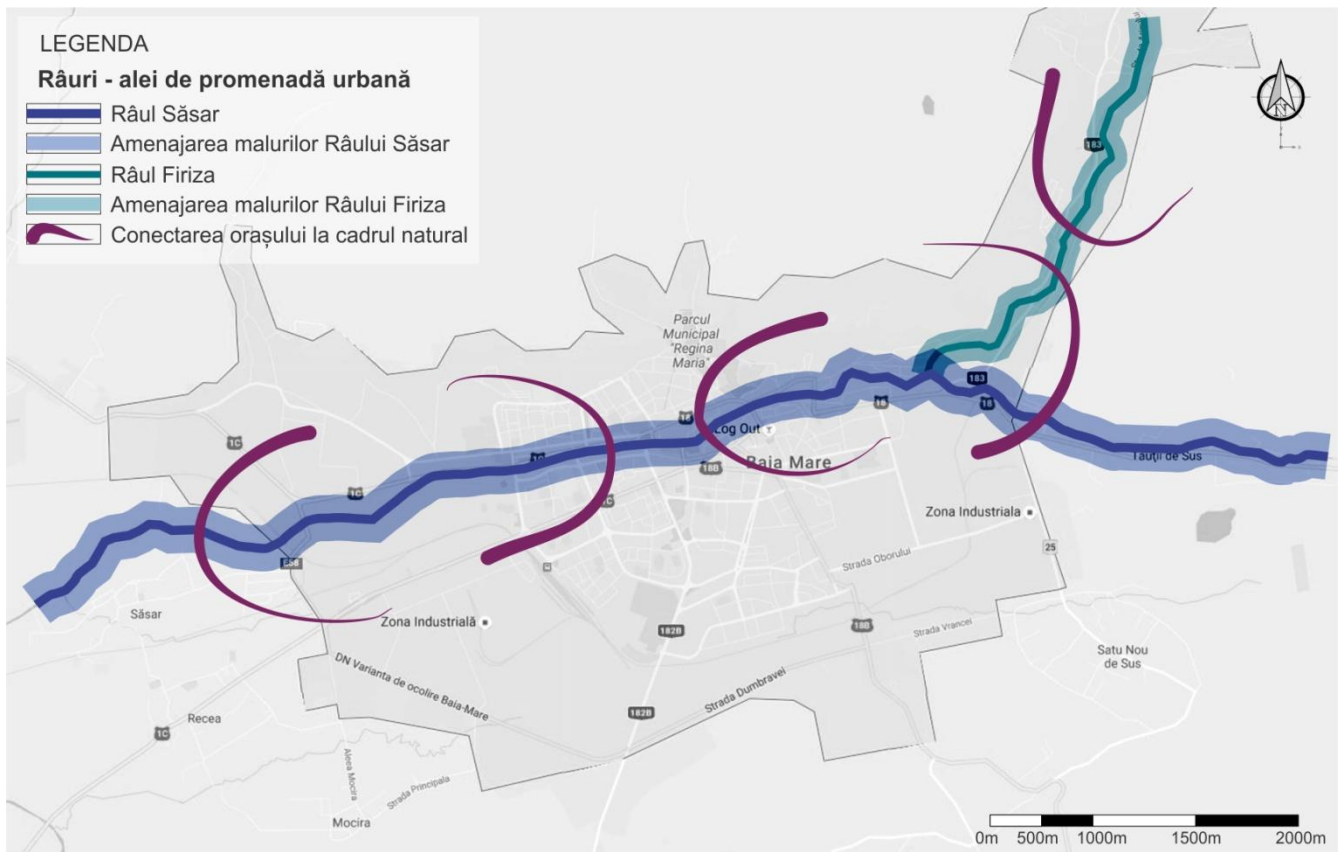 LEGENDA
Râuri - alei de promenadă urbană
Râul Săsar
Amenajarea malurilor Râului Săsar
Râul Firiza
Amenajarea malurilor Râului Firiza
Conectarea orașului la cadrul natural
183
N
Parcul
Municipal
"Regina
Maria"
183
18
18
18
Log Out
Baia Mare
1C
1C
18B
1C
Tăuții de Sus
Zona Industriala
25
Strada Oborului
Săsar
Zona Industrială
182B
18B
Strada Vrancei
Satu Nou
de Sus
DN Varianta de ocolire Baia-Mare
Strada Dumbravei
182B
Recea
1C
Aleea Mocira
Strada Principala
Mocira
0m 500m 1000m 1500m 2000m